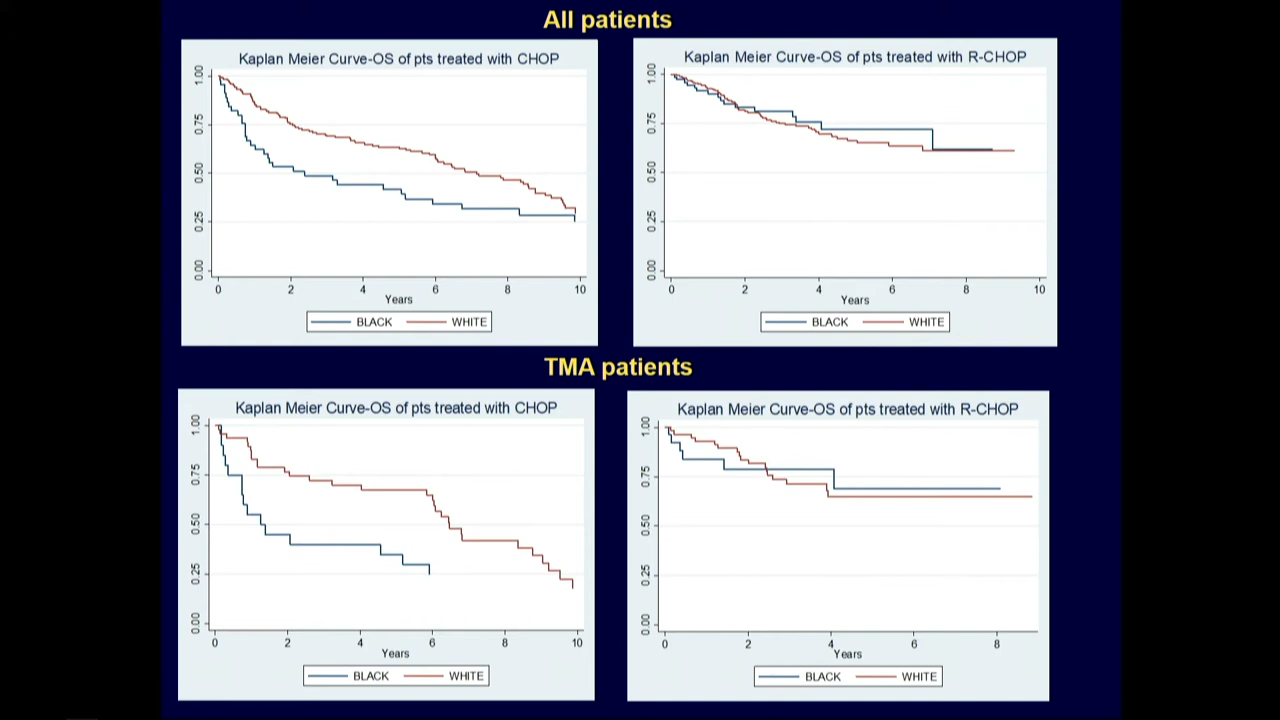 All patients
Kaplan Meier Curve-OS of pts treated with CHOP
1.00
0.75
0.50
0.25
0.00
0 2 4 6 8 10
Years
BLACK WHITE
Kaplan Meier Curve-OS of pts treated with R-CHOP
1.00
0.75
0.50
0.25
0.00
0 2 4 6 8 10
Years
BLACK WHITE
TMA patients
Kaplan Meier Curve-OS of pts treated with CHOP
1.00
0.75
0.50
0.25
0.00
0 2 4 6 8 10
Years
BLACK WHITE
Kaplan Meier Curve-OS of pts treated with R-CHOP
1.00
0.75
0.50
0.25
0.00
0 2 4 6 8
Years
BLACK WHITE